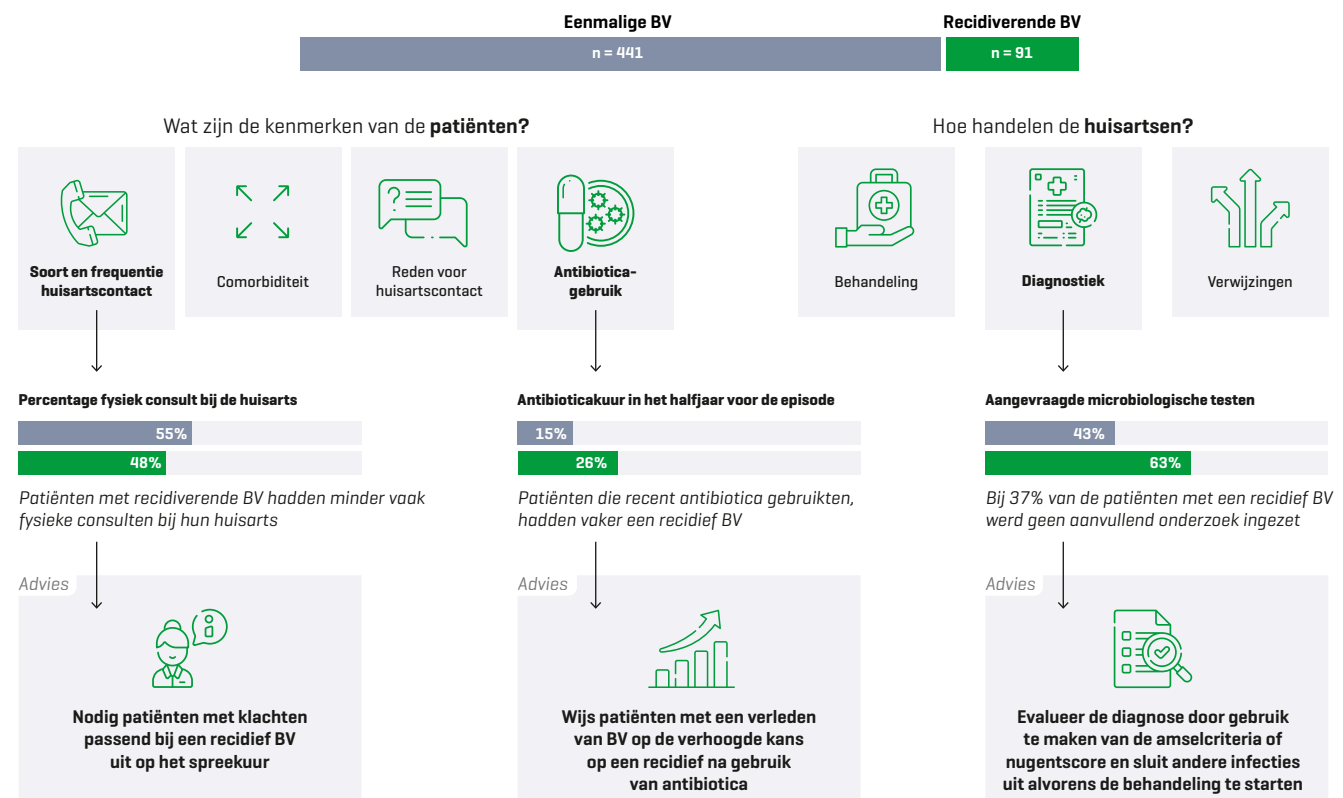 Eenmalige BV
Recidiverende BV
n = 441
n = 91
Wat zijn de kenmerken van de patiënten?
Hoe handelen de huisartsen?
Soort en frequentie
huisartscontact
Comorbiditeit
Reden voor
huisartscontact
Antibiotica-
gebruik
Behandeling
Diagnostiek
Verwijzingen
Percentage fysiek consult bij de huisarts
55%
48%
Patiënten met recidiverende BV hadden minder vaak
fysieke consulten bij hun huisarts
Advies
Nodig patiënten met klachten
passend bij een recidief BV
uit op het spreekuur
Antibioticakuur in het halfjaar voor de episode
15%
26%
Patiënten die recent antibiotica gebruikten,
hadden vaker een recidief BV
Advies
Wijs patiënten met een verleden
van BV op de verhoogde kans
op een recidief na gebruik
van antibiotica
Aangevraagde microbiologische testen
43%
63%
Bij 37% van de patiënten met een recidief BV
werd geen aanvullend onderzoek ingezet
Advies
Evalueer de diagnose door gebruik
te maken van de amselcriteria of
nugentscore en sluit andere infecties
uit alvorens de behandeling te starten